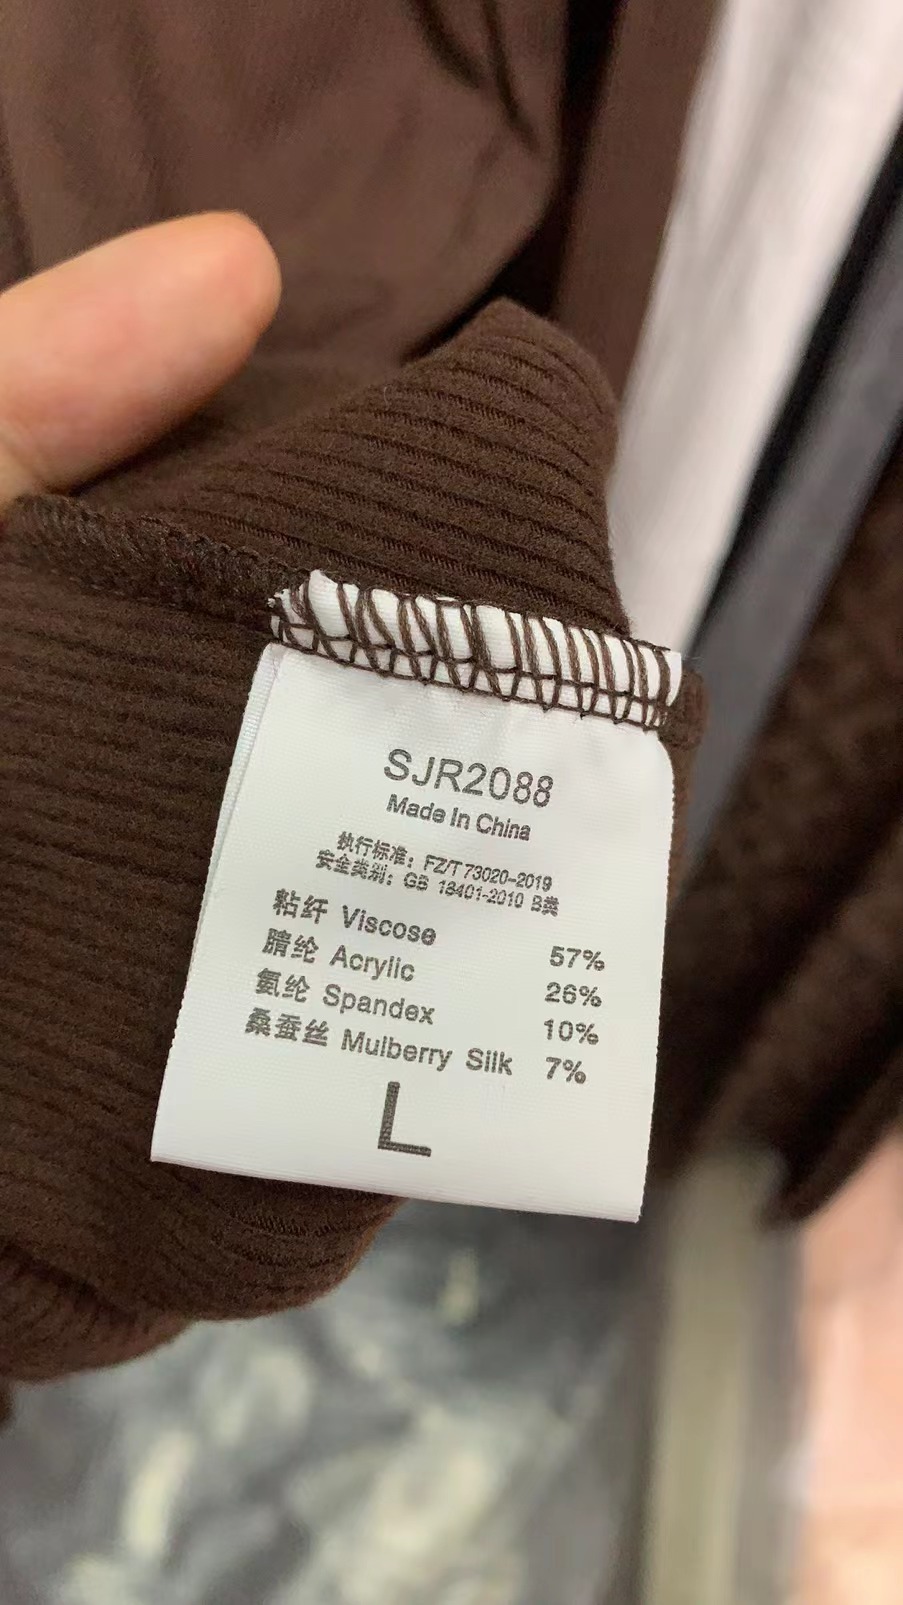 SJR2088
Made In China
执行标准：FZ/T 73020-2019
安全类别：GB 18401-2010 B类
粘纤 Viscose 57%
腈纶 Acrylic 26%
氨纶 Spandex 10%
桑蚕丝 Mulberry Silk 7%
L